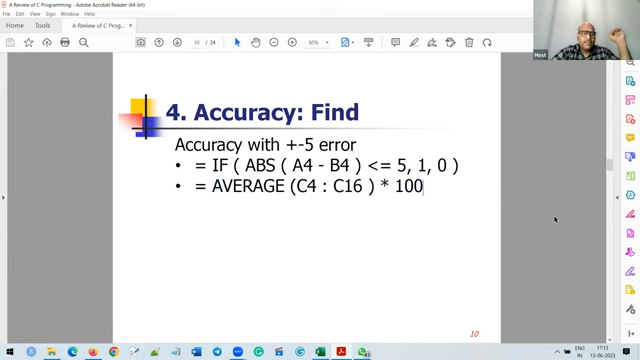 A Review of C Programming - Adobe Acrobat Reader (64-bit)
File Edit View Sign Window Help
Home Tools A Review of C Prog...
10 / 24 85%
Host
4. Accuracy: Find
Accuracy with +-5 error
• = IF ( ABS ( A4 - B4 ) <= 5, 1, 0 )
• = AVERAGE (C4 : C16 ) * 100
10
17:13
13-06-2023